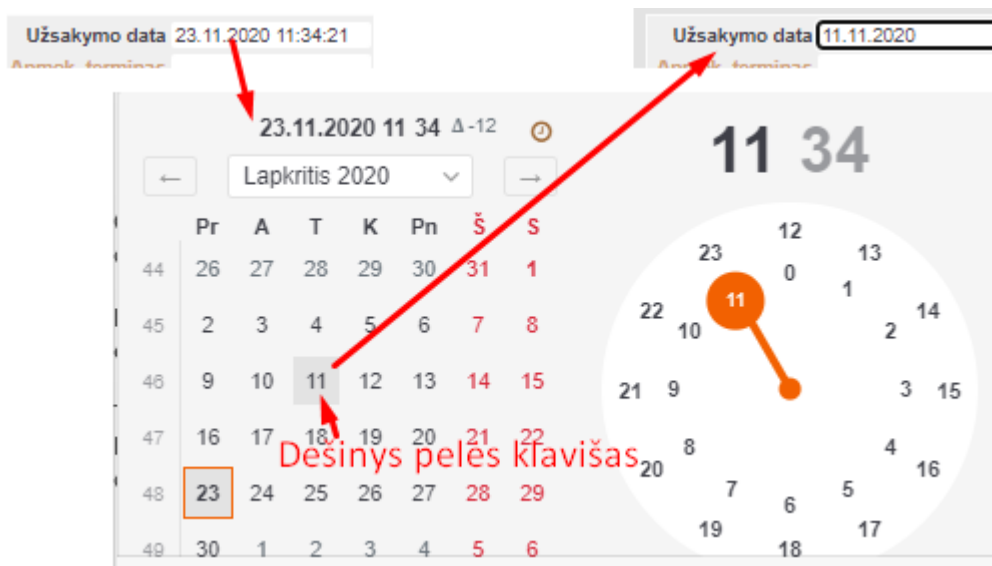 Užsakymo data 23.11.2020 11:34:21
Apmok. terminas
Užsakymo data 11.11.2020
Apmok. terminas
23.11.2020 11 34 Δ -12
← Lapkritis 2020 →
Pr A T K Pn Š S
44 26 27 28 29 30 31 1
45 2 3 4 5 6 7 8
46 9 10 11 12 13 14 15
47 16 17 18 19 20 21 22
Dešinys pelės klavišas
48 23 24 25 26 27 28 29
49 30 1 2 3 4 5 6
11 34
12
23 13
0
11 1
22 14
10 2
21 9 3 15
8 4
20 16
7 5
6
19 17
18